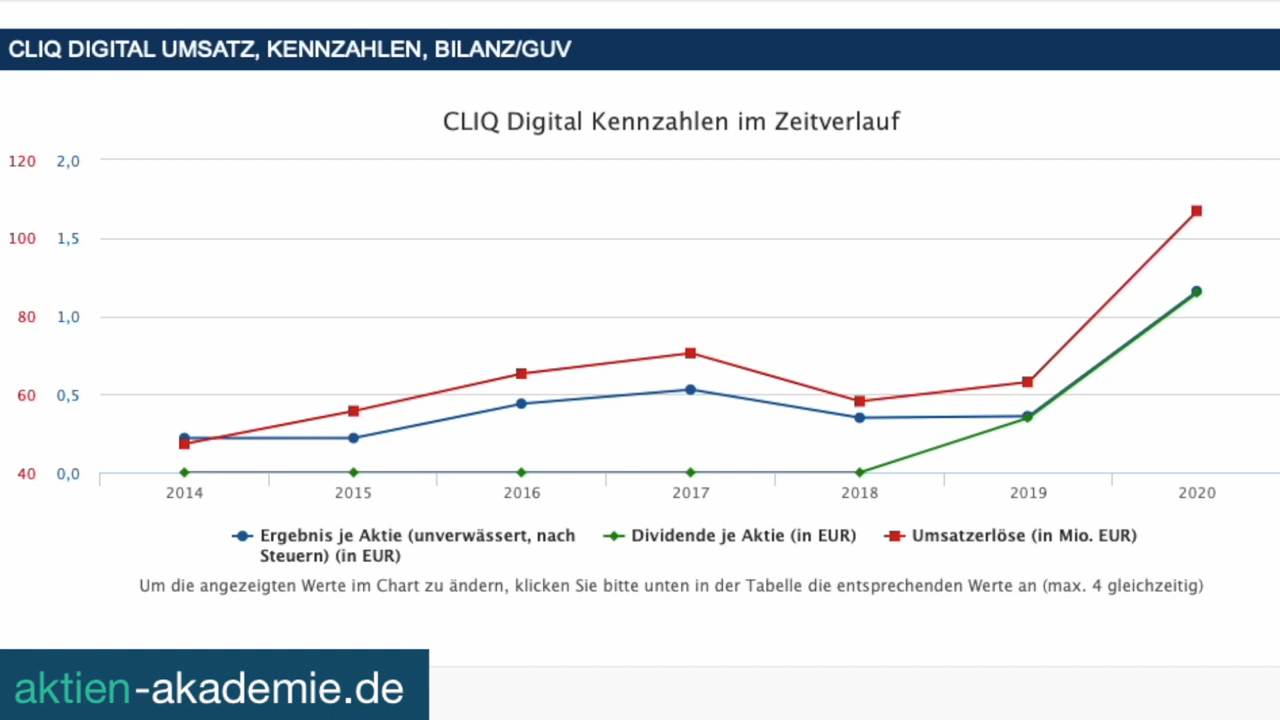 CLIQ DIGITAL UMSATZ, KENNZAHLEN, BILANZ/GUV
CLIQ Digital Kennzahlen im Zeitverlauf
120 2,0
100 1,5
80 1,0
60 0,5
40 0,0
2014 2015 2016 2017 2018 2019 2020
Ergebnis je Aktie (unverwässert, nach Dividende je Aktie (in EUR) Umsatzerlöse (in Mio. EUR)
Steuern) (in EUR)
Um die angezeigten Werte im Chart zu ändern, klicken Sie bitte unten in der Tabelle die entsprechenden Werte an (max. 4 gleichzeitig)
aktien-akademie.de